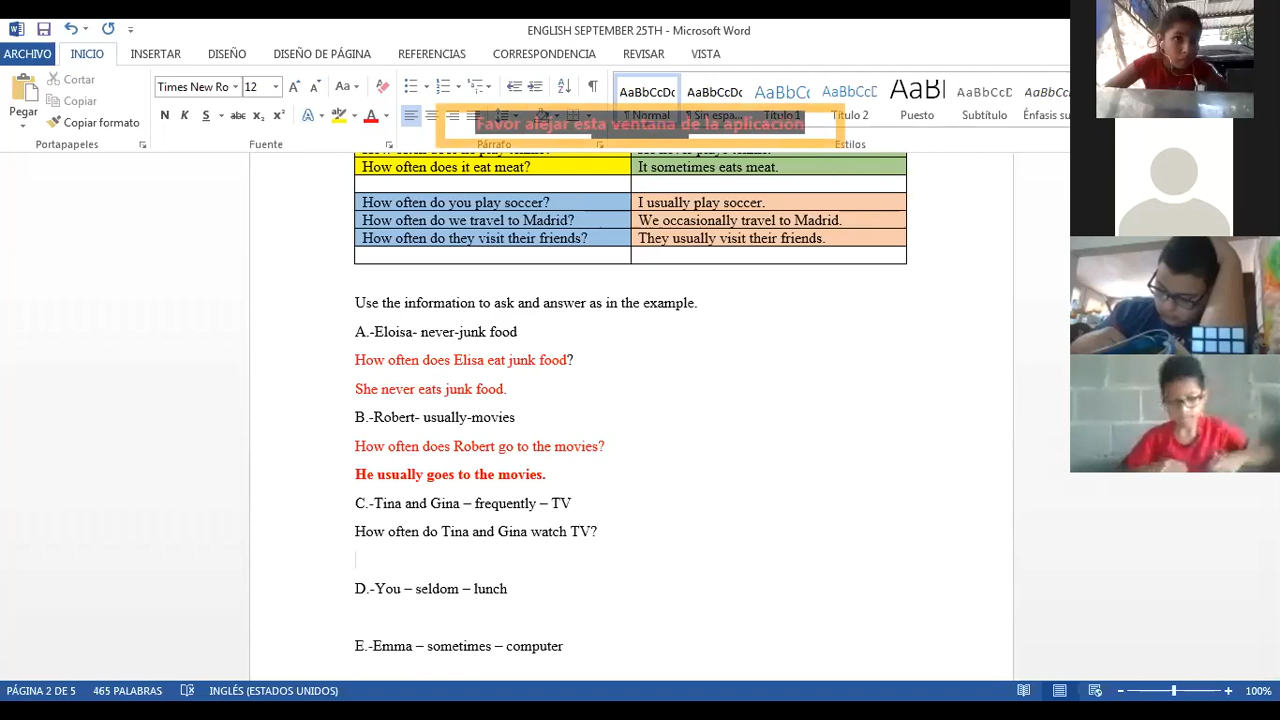 ENGLISH SEPTEMBER 25TH - Microsoft Word
ARCHIVO INICIO INSERTAR DISEÑO DISEÑO DE PÁGINA REFERENCIAS CORRESPONDENCIA REVISAR VISTA
Pegar
Cortar
Copiar
Copiar formato
Portapapeles
Times New Ro 12
N K S abc x₂ x²
Fuente
Párrafo
AaBbCcDc AaBbCcDc AaBbCc AaBbCcD AaBl AaBbCcD AaBbCcDt
¶ Normal ¶ Sin espa... Título 1 Título 2 Puesto Subtítulo Énfasis sutil
Estilos
Favor alejar esta ventana de la aplicación
How often does it eat meat? It sometimes eats meat.
How often do you play soccer? I usually play soccer.
How often do we travel to Madrid? We occasionally travel to Madrid.
How often do they visit their friends? They usually visit their friends.
Use the information to ask and answer as in the example.
A.-Eloisa- never-junk food
How often does Elisa eat junk food?
She never eats junk food.
B.-Robert- usually-movies
How often does Robert go to the movies?
He usually goes to the movies.
C.-Tina and Gina – frequently – TV
How often do Tina and Gina watch TV?
D.-You – seldom – lunch
E.-Emma – sometimes – computer
PÁGINA 2 DE 5 465 PALABRAS INGLÉS (ESTADOS UNIDOS) 100%